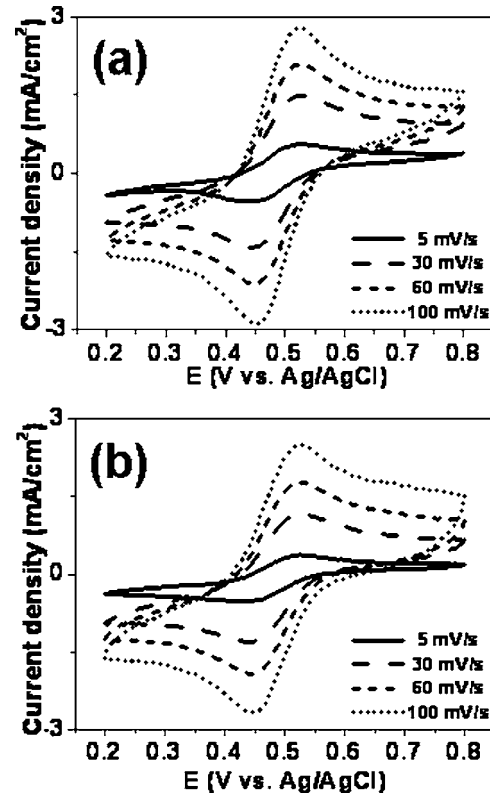 3
(a)
Current density (mA/cm²)
0
5 mV/s
30 mV/s
60 mV/s
100 mV/s
-3
0.2 0.3 0.4 0.5 0.6 0.7 0.8
E (V vs. Ag/AgCl)
3
(b)
Current density (mA/cm²)
0
5 mV/s
30 mV/s
60 mV/s
100 mV/s
-3
0.2 0.3 0.4 0.5 0.6 0.7 0.8
E (V vs. Ag/AgCl)